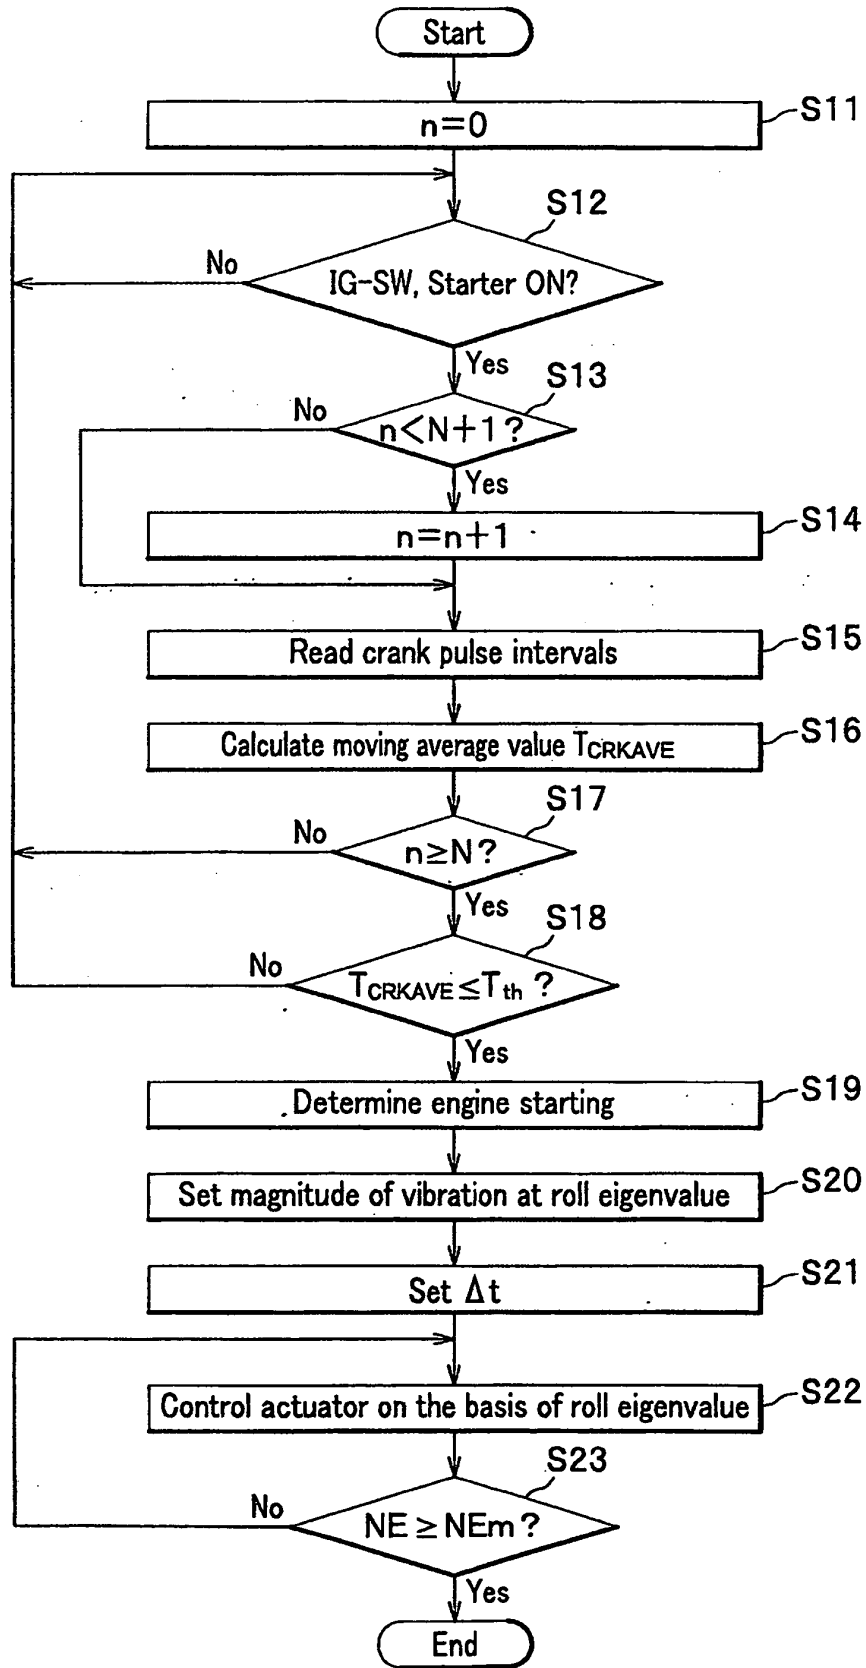 Start
n=0
S11
S12
IG-SW, Starter ON?
No
Yes
S13
n<N+1?
No
Yes
n=n+1
S14
Read crank pulse intervals
S15
Calculate moving average value TCRKAVE
S16
S17
n≥N?
No
Yes
S18
TCRKAVE≤Tth ?
No
Yes
Determine engine starting
S19
Set magnitude of vibration at roll eigenvalue
S20
Set Δt
S21
Control actuator on the basis of roll eigenvalue
S22
S23
NE ≥ NEm?
No
Yes
End